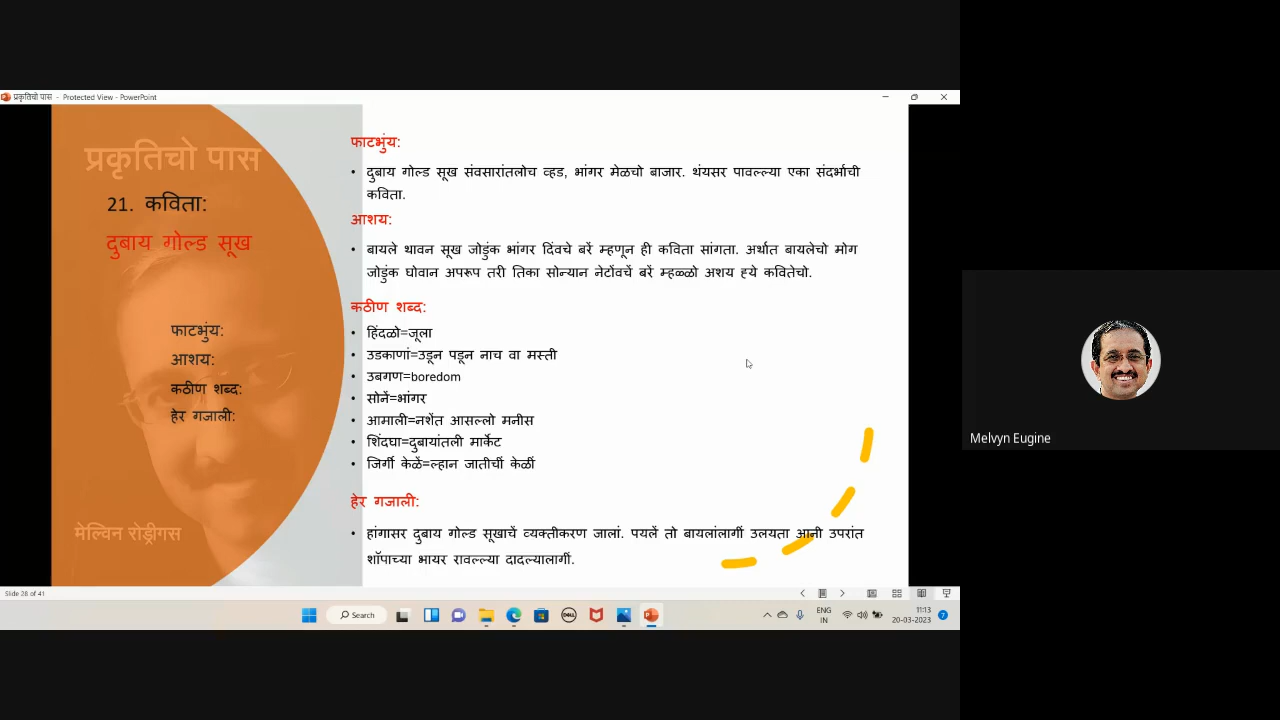 प्रकृतिचो पास - Protected View - PowerPoint
प्रकृतिचो पास
21. कविता:
दुबाय गोल्ड सूख
फाटभुंय:
आशय:
कठीण शब्द:
हेर गजाली:
मेल्विन रोड्रीगस
फाटभुंय:
• दुबाय गोल्ड सूख संवसारांतलोच व्हड, भांगर मेळचो बाजार. थंयसर पावल्ल्या एका संदर्भाची
कविता.
आशय:
• बायले थावन सूख जोडुंक भांगर दिंवचे बरें म्हणून ही कविता सांगता. अर्थात बायलेचो मोग
जोडुंक घोवान अपरूप तरी तिका सोन्यान नेटोंवचें बरें म्हळ्ळो अशय ह्ये कवितेचो.
कठीण शब्द:
• हिंदळो=जूला
• उडकाणां=उडून पडून नाच वा मस्ती
• उबगण=boredom
• सोनें=भांगर
• आमाली=नशेंत आसल्लो मनीस
• शिंदघा=दुबायांतली मार्केट
• जिर्गी केळें=ल्हान जातीचीं केळीं
हेर गजाली:
• हांगासर दुबाय गोल्ड सूखाचें व्यक्तीकरण जालां. पयलें तो बायलांलागीं उलयता आनी उपरांत
शॉपाच्या भायर रावल्ल्या दादल्यालागीं.
Slide 28 of 41
Search
DELL
ENG
IN
11:13
20-03-2023
7
Melvyn Eugine